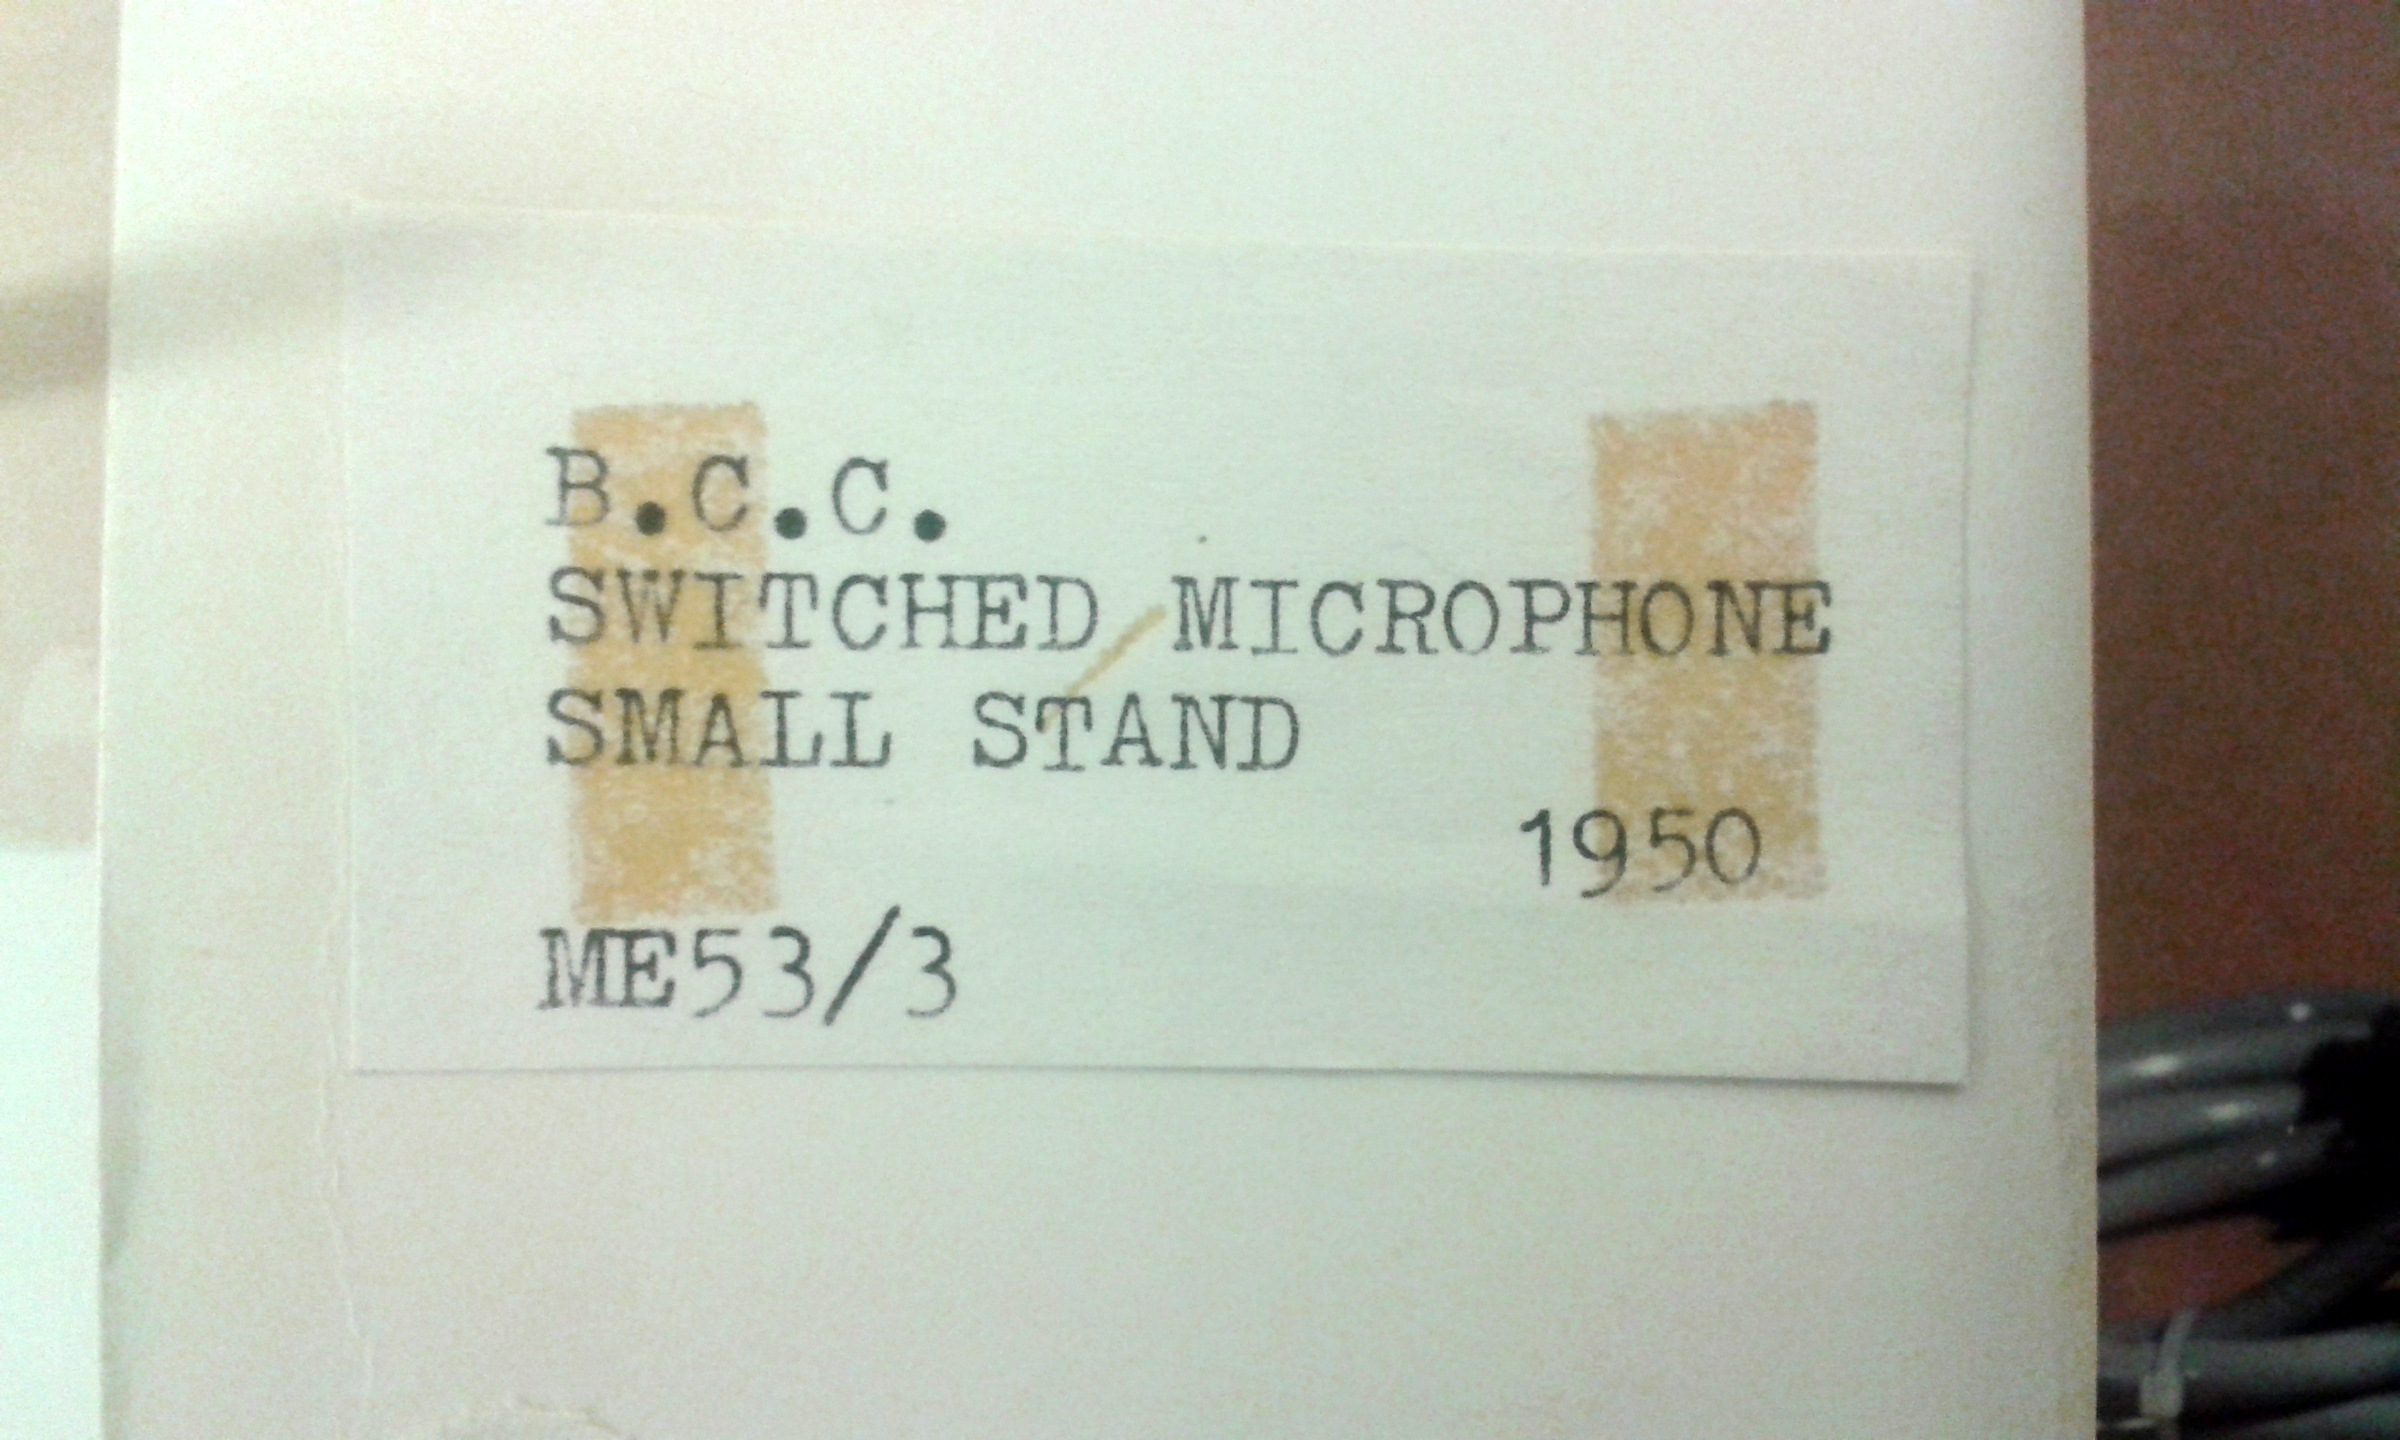 B.C.C.
SWITCHED MICROPHONE
SMALL STAND
1950
ME53/3